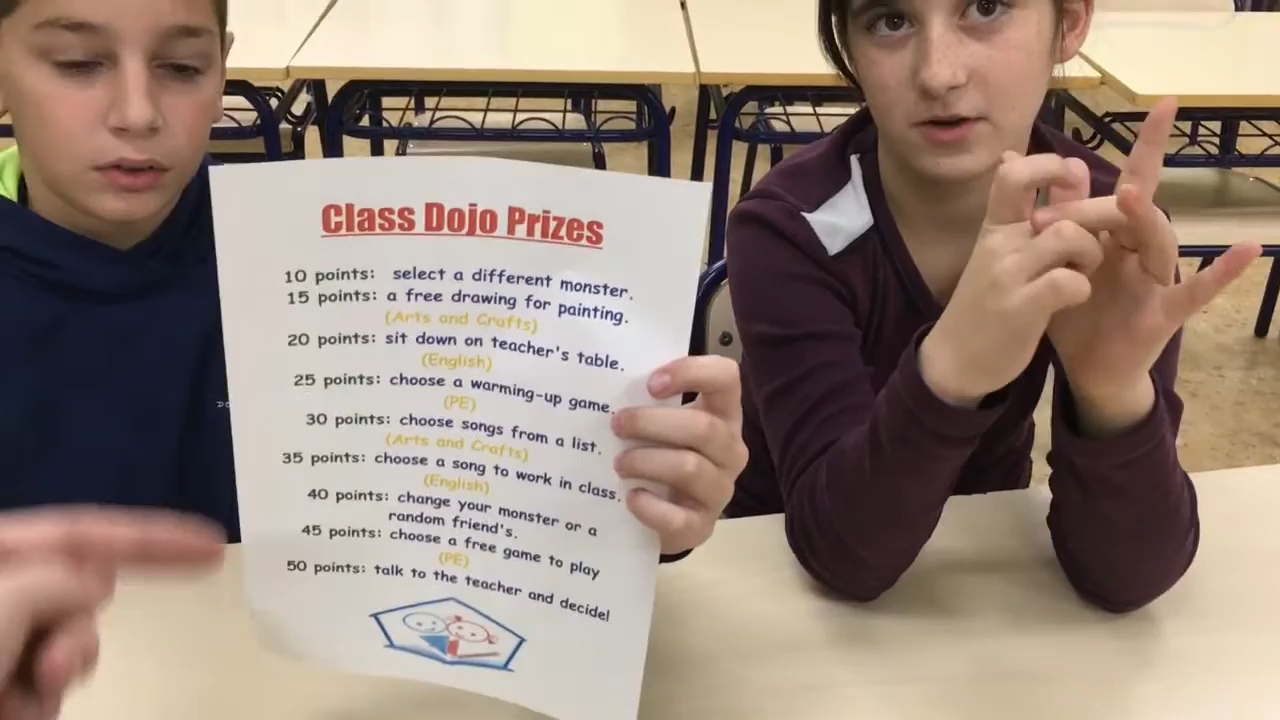 Class Dojo Prizes
10 points: select a different monster.
15 points: a free drawing for painting.
(Arts and Crafts)
20 points: sit down on teacher's table.
(English)
25 points: choose a warming-up game.
(PE)
30 points: choose songs from a list.
(Arts and Crafts)
35 points: choose a song to work in class.
(English)
40 points: change your monster or a
random friend's.
45 points: choose a free game to play
(PE)
50 points: talk to the teacher and decide!